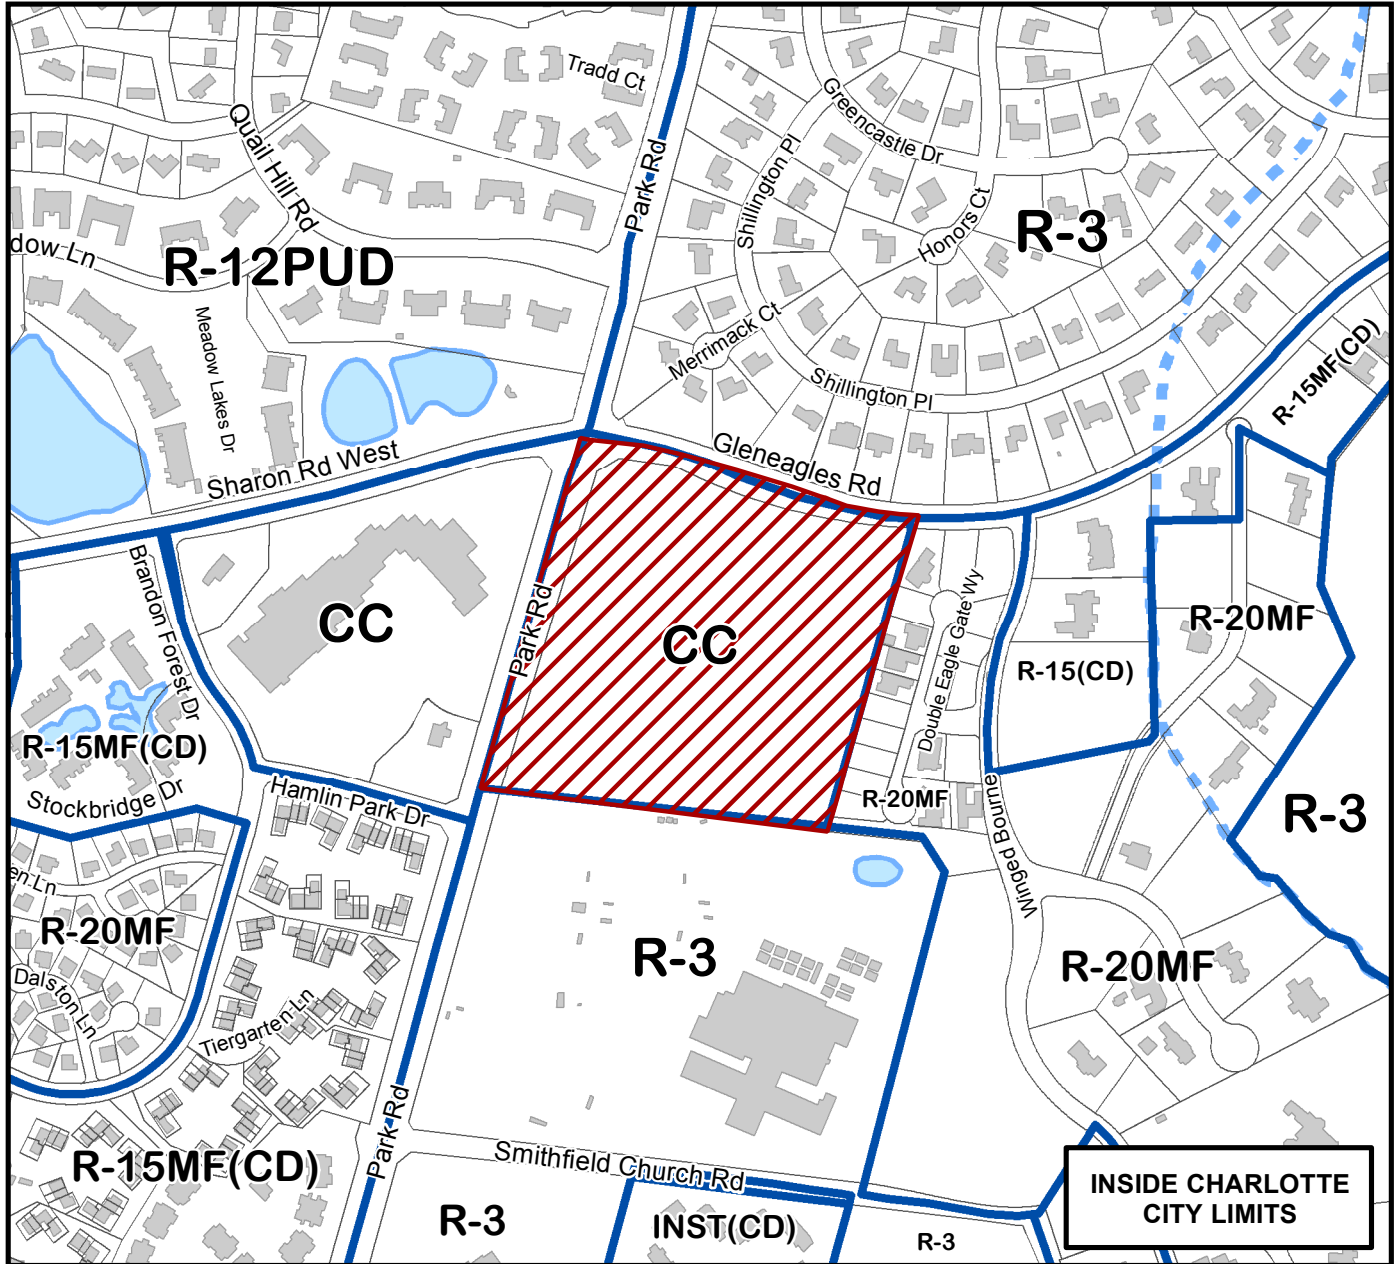 Tradd Ct
Quail Hill Rd
Park Rd
Greencastle Dr
Shillington Pl
Honors Ct
R-3
dow Ln
R-12PUD
Meadow Lakes Dr
Merrimack Ct
Shillington Pl
R-15MF(CD)
Gleneagles Rd
Sharon Rd West
Brandon Forest Dr
CC
Park Rd
CC
Double Eagle Gate Wy
R-20MF
R-15(CD)
R-15MF(CD)
Stockbridge Dr
Hamlin Park Dr
R-20MF
Winged Bourne
R-3
en Ln
R-20MF
Dalston Ln
R-3
R-20MF
Tiergarten Ln
Park Rd
Smithfield Church Rd
R-15MF(CD)
R-3
INST(CD)
R-3
INSIDE CHARLOTTE
CITY LIMITS